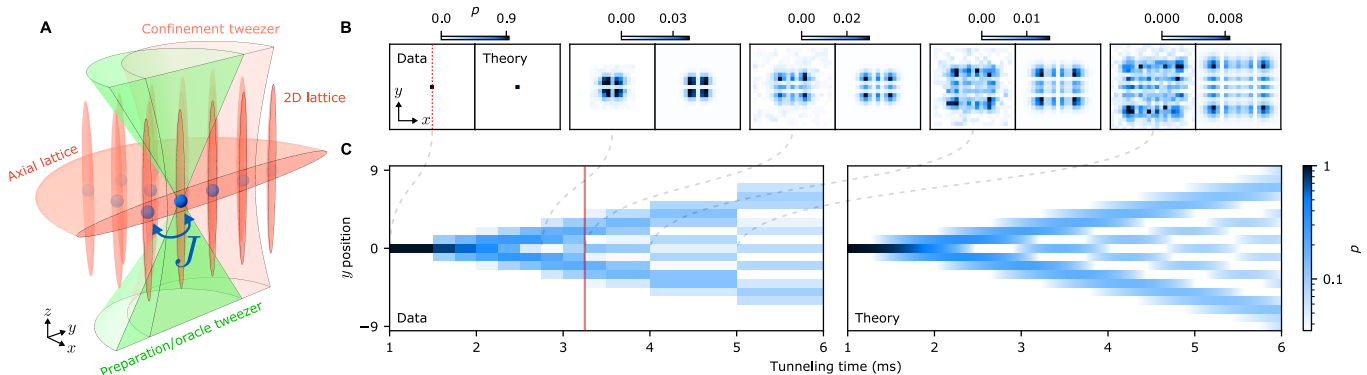 A
Confinement tweezer
2D lattice
Axial lattice
J
z
y
x
Preparation/oracle tweezer
B
p
0.0 0.9
0.00 0.03
0.00 0.02
0.00 0.01
0.000 0.008
Data
Theory
y
x
C
9
0
−9
y position
Data
Theory
1 2 3 4 5 6
1 2 3 4 5 6
Tunneling time (ms)
1
0.1
p